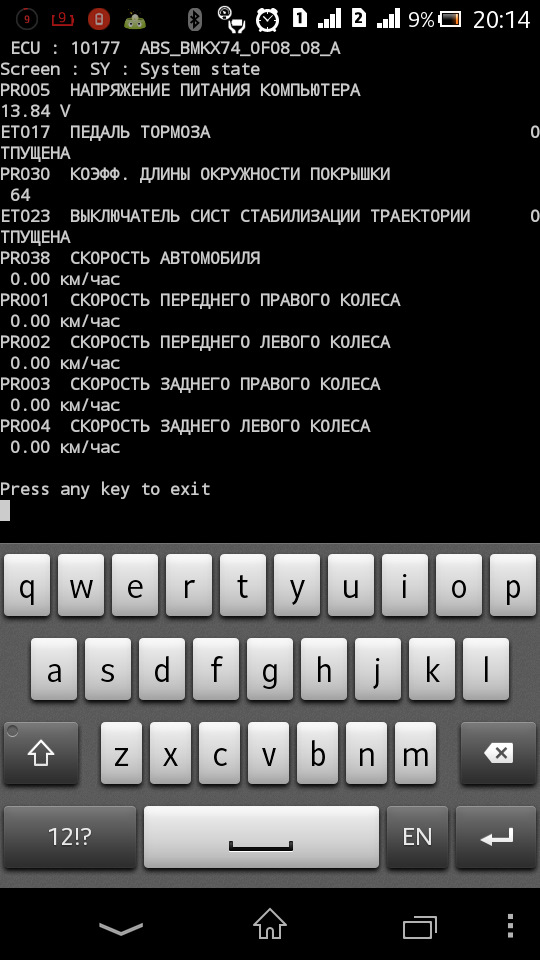 9 9 8 1 2 9% 20:14
ECU : 10177 ABS_BMKX74_0F08_08_A
Screen : SY : System state
PR005 НАПРЯЖЕНИЕ ПИТАНИЯ КОМПЬЮТЕРА
13.84 V
ET017 ПЕДАЛЬ ТОРМОЗА О
ТПУЩЕНА
PR030 КОЭФФ. ДЛИНЫ ОКРУЖНОСТИ ПОКРЫШКИ
64
ET023 ВЫКЛЮЧАТЕЛЬ СИСТ СТАБИЛИЗАЦИИ ТРАЕКТОРИИ О
ТПУЩЕНА
PR038 СКОРОСТЬ АВТОМОБИЛЯ
0.00 км/час
PR001 СКОРОСТЬ ПЕРЕДНЕГО ПРАВОГО КОЛЕСА
0.00 км/час
PR002 СКОРОСТЬ ПЕРЕДНЕГО ЛЕВОГО КОЛЕСА
0.00 км/час
PR003 СКОРОСТЬ ЗАДНЕГО ПРАВОГО КОЛЕСА
0.00 км/час
PR004 СКОРОСТЬ ЗАДНЕГО ЛЕВОГО КОЛЕСА
0.00 км/час
Press any key to exit
q w e r t y u i o p
a s d f g h j k l
z x c v b n m
12!? EN